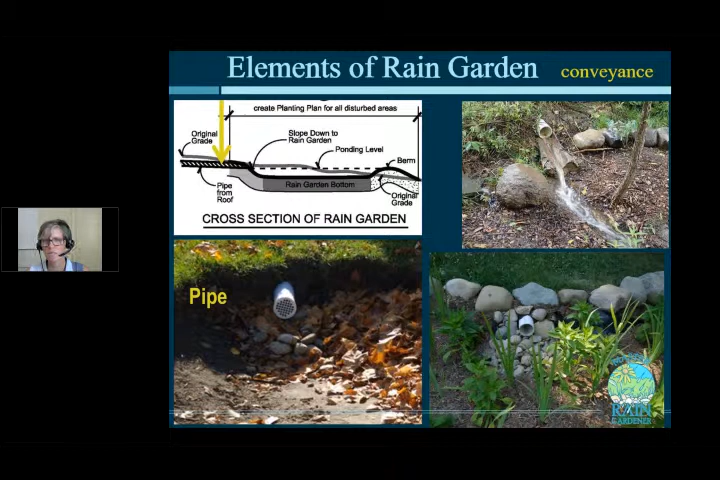 Elements of Rain Garden conveyance
create Planting Plan for all disturbed areas
Original
Grade
Slope Down to
Rain Garden
Ponding Level
Berm
Pipe
from
Roof
Rain Garden Bottom
Original
Grade
CROSS SECTION OF RAIN GARDEN
Pipe
RAIN
GARDENER